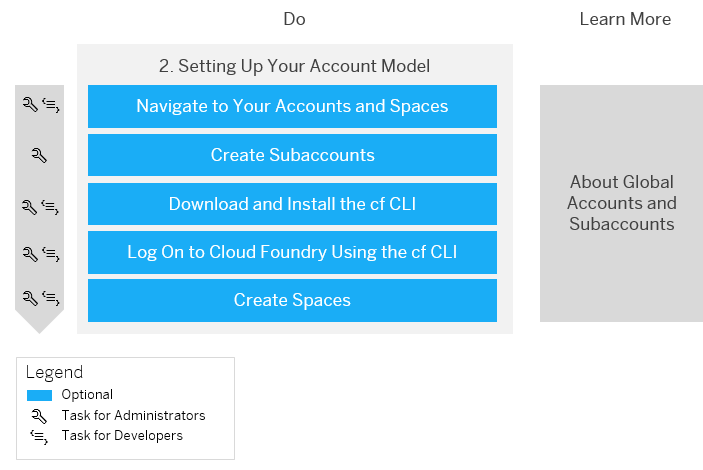 Do
Learn More
2. Setting Up Your Account Model
Navigate to Your Accounts and Spaces
Create Subaccounts
Download and Install the cf CLI
Log On to Cloud Foundry Using the cf CLI
Create Spaces
About Global
Accounts and
Subaccounts
Legend
Optional
Task for Administrators
Task for Developers